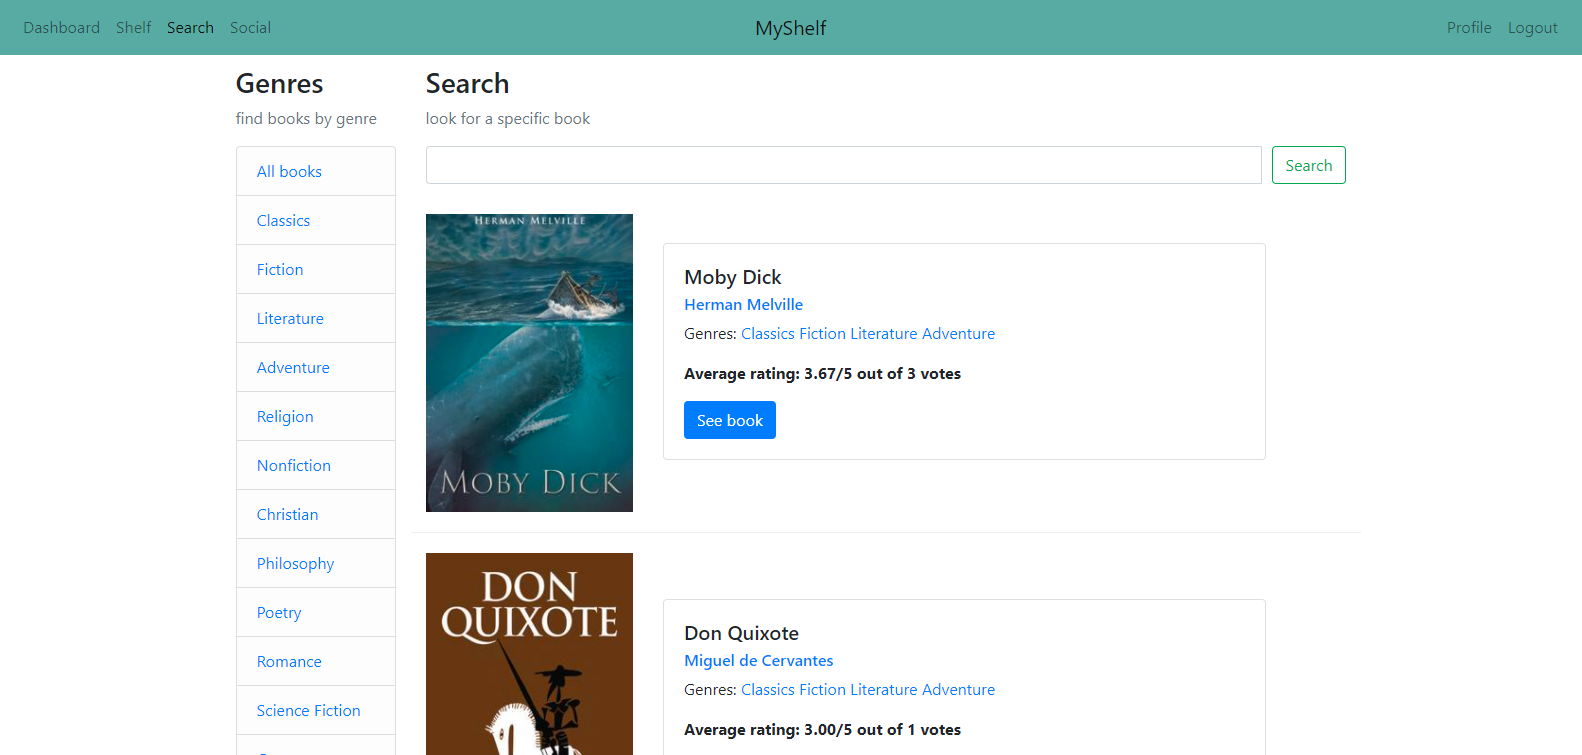 Dashboard Shelf Search Social MyShelf Profile Logout
Genres
find books by genre
All books
Classics
Fiction
Literature
Adventure
Religion
Nonfiction
Christian
Philosophy
Poetry
Romance
Science Fiction
Search
look for a specific book
Search
HERMAN MELVILLE
MOBY DICK
Moby Dick
Herman Melville
Genres: Classics Fiction Literature Adventure
Average rating: 3.67/5 out of 3 votes
See book
DON
QUIXOTE
Don Quixote
Miguel de Cervantes
Genres: Classics Fiction Literature Adventure
Average rating: 3.00/5 out of 1 votes